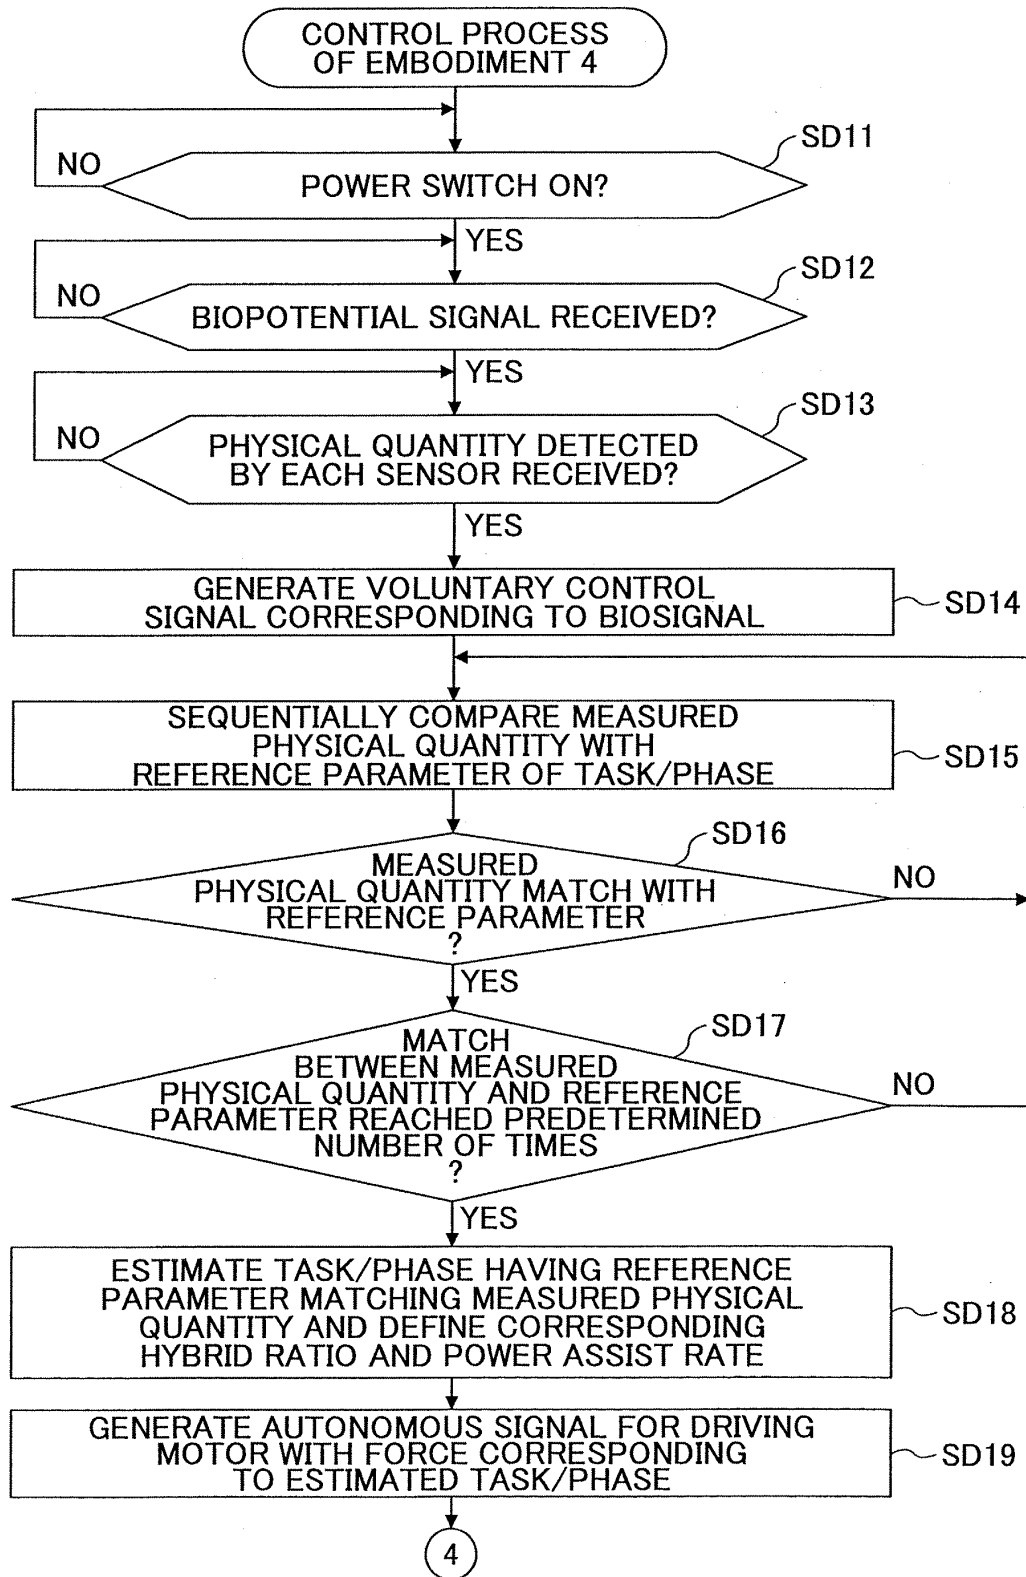 CONTROL PROCESS
OF EMBODIMENT 4
SD11
NO
POWER SWITCH ON?
YES
SD12
NO
BIOPOTENTIAL SIGNAL RECEIVED?
YES
SD13
NO
PHYSICAL QUANTITY DETECTED
BY EACH SENSOR RECEIVED?
YES
GENERATE VOLUNTARY CONTROL
SIGNAL CORRESPONDING TO BIOSIGNAL
SD14
SEQUENTIALLY COMPARE MEASURED
PHYSICAL QUANTITY WITH
REFERENCE PARAMETER OF TASK/PHASE
SD15
SD16
MEASURED
PHYSICAL QUANTITY MATCH WITH
REFERENCE PARAMETER
?
NO
YES
SD17
MATCH
BETWEEN MEASURED
PHYSICAL QUANTITY AND REFERENCE
PARAMETER REACHED PREDETERMINED
NUMBER OF TIMES
?
NO
YES
ESTIMATE TASK/PHASE HAVING REFERENCE
PARAMETER MATCHING MEASURED PHYSICAL
QUANTITY AND DEFINE CORRESPONDING
HYBRID RATIO AND POWER ASSIST RATE
SD18
GENERATE AUTONOMOUS SIGNAL FOR DRIVING
MOTOR WITH FORCE CORRESPONDING
TO ESTIMATED TASK/PHASE
SD19
4